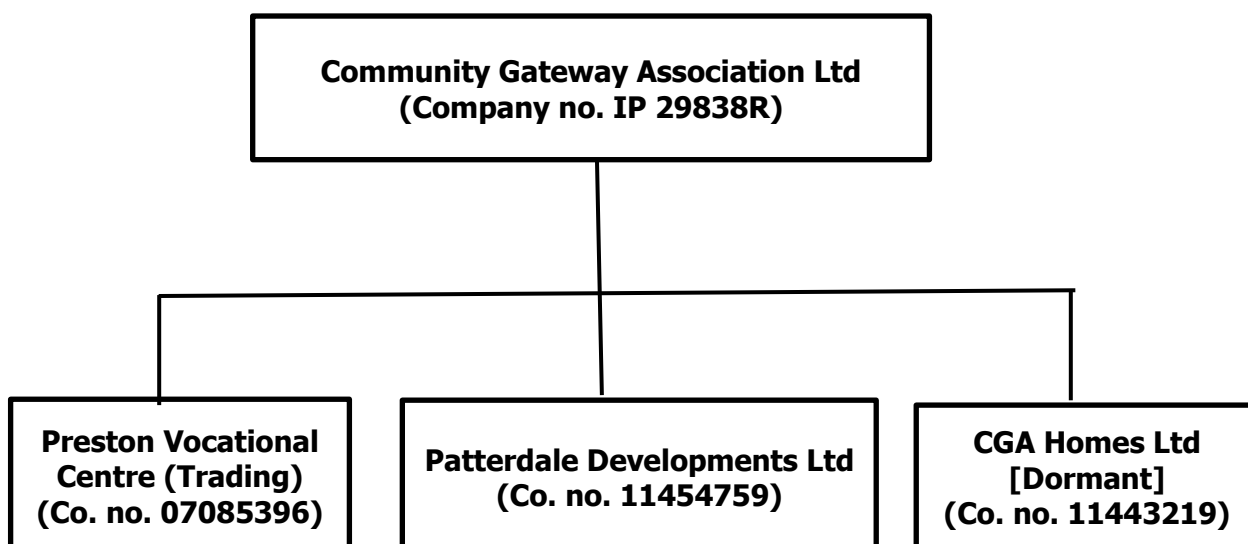 Community Gateway Association Ltd
(Company no. IP 29838R)
Preston Vocational
Centre (Trading)
(Co. no. 07085396)
Patterdale Developments Ltd
(Co. no. 11454759)
CGA Homes Ltd
[Dormant]
(Co. no. 11443219)